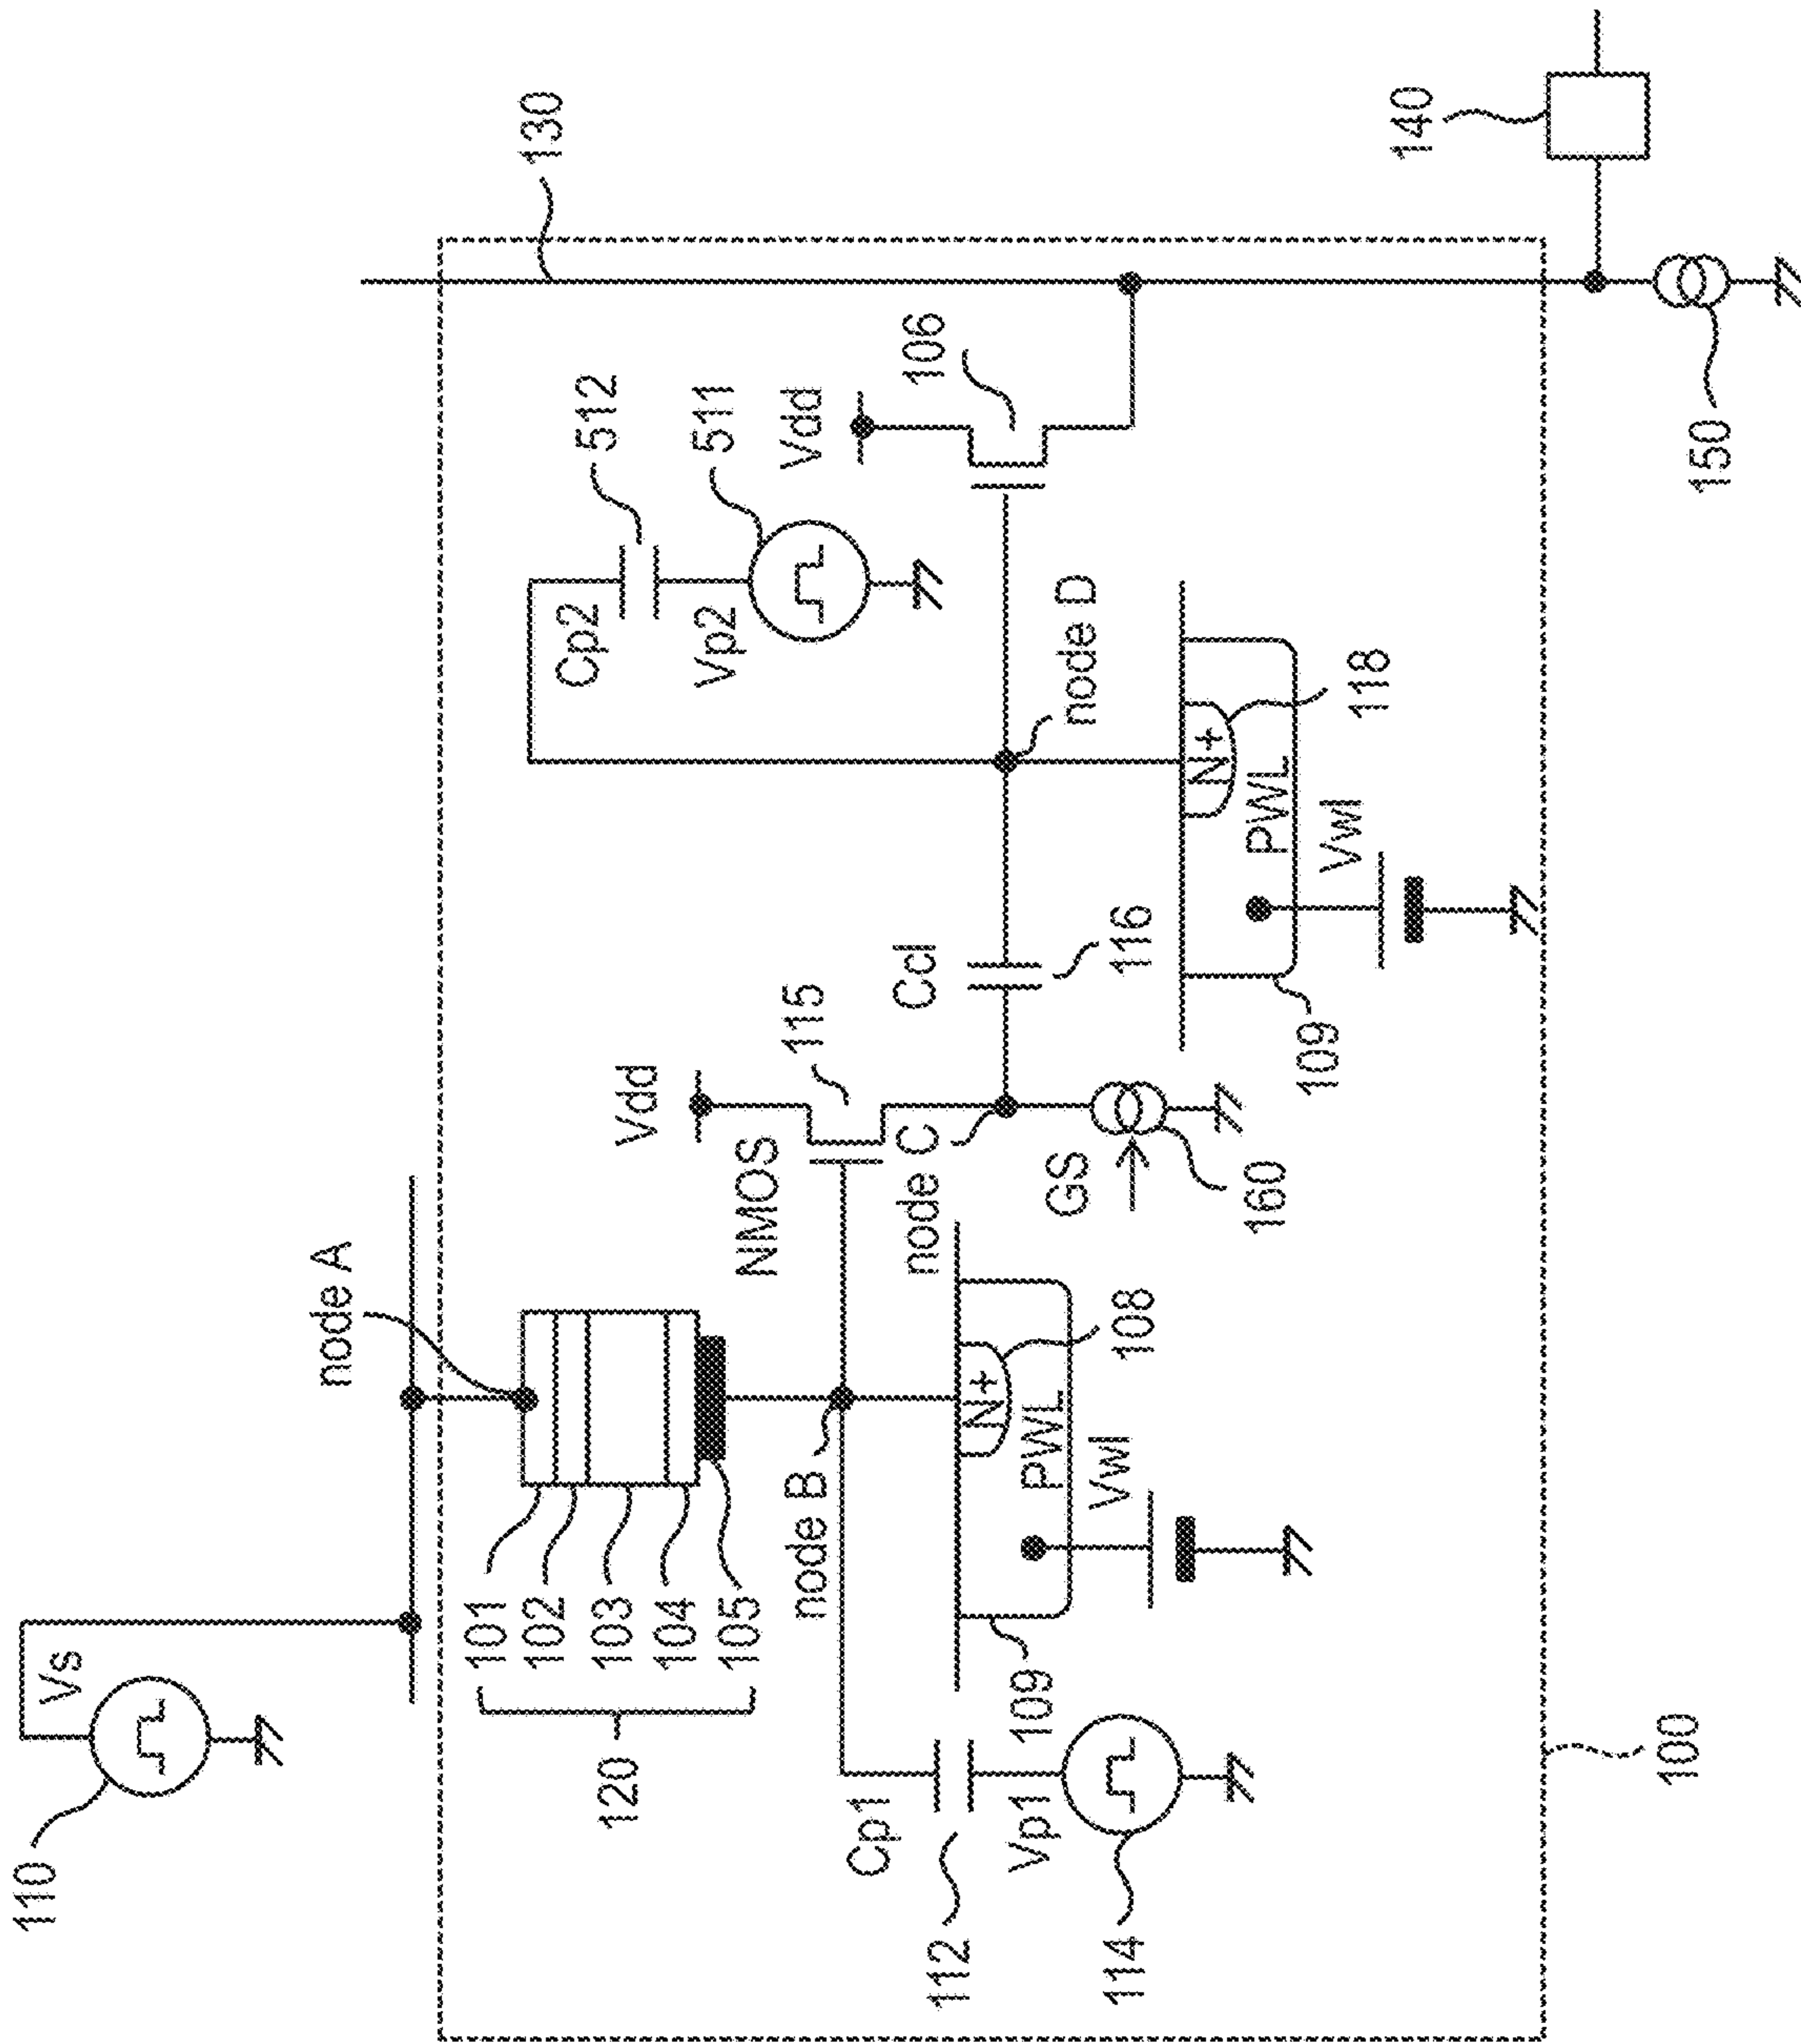 110
Vs
node A
101
102
103
104
105
120
Vdd
NMOS
115
node B
node C
Ccl
116
Cp1
112
Vp1
114
N+
PWL
108
109
Vwl
GS
160
Cp2
512
Vp2
511
Vdd
106
130
node D
N+
PWL
118
109
Vwl
140
150
100